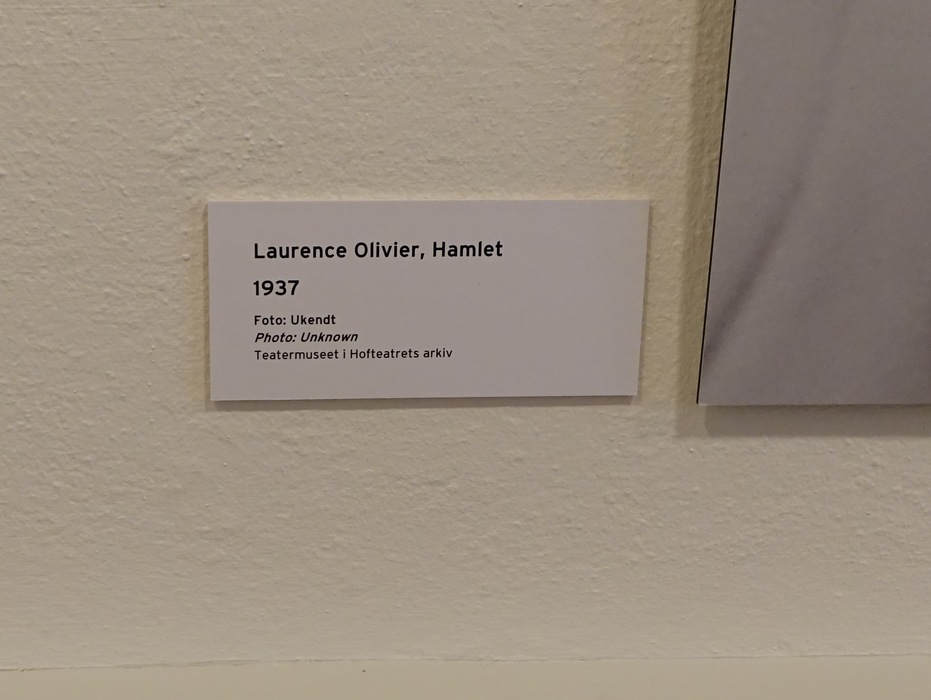 Laurence Olivier, Hamlet
1937
Foto: Ukendt
Photo: Unknown
Teatermuseet i Hofteatrets arkiv